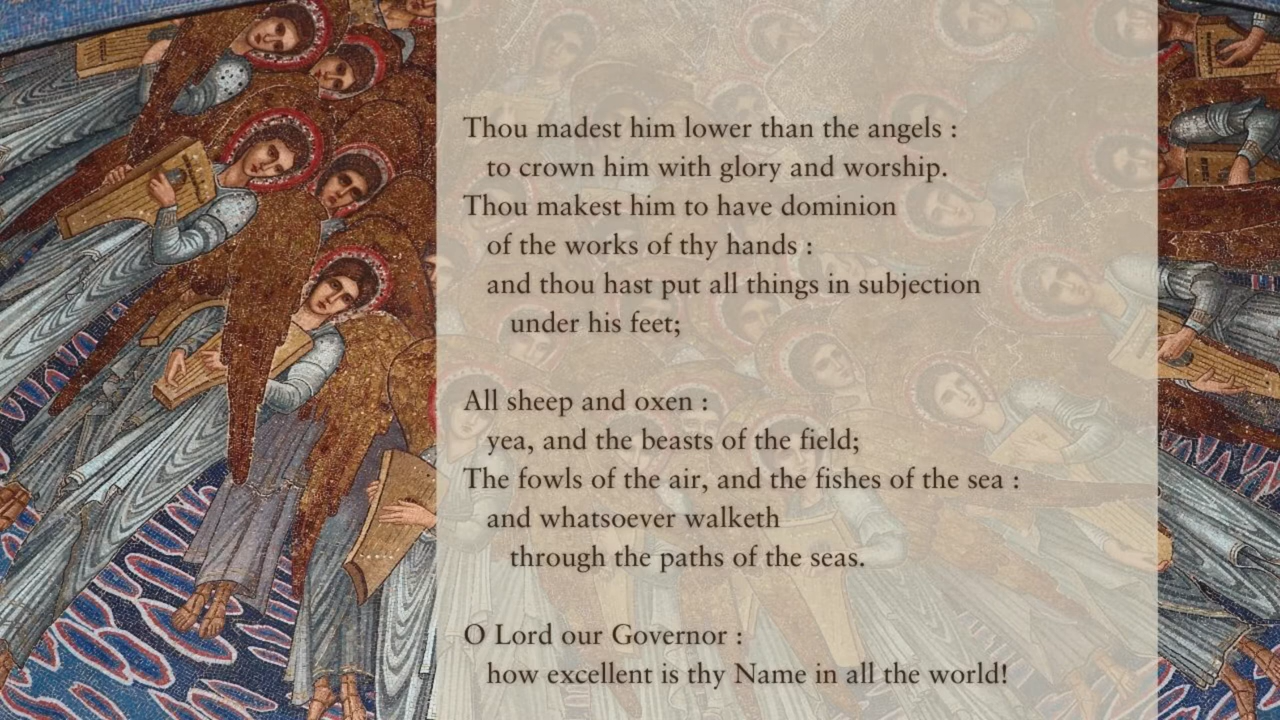 Thou madest him lower than the angels :
to crown him with glory and worship.
Thou makest him to have dominion
of the works of thy hands :
and thou hast put all things in subjection
under his feet;
All sheep and oxen :
yea, and the beasts of the field;
The fowls of the air, and the fishes of the sea :
and whatsoever walketh
through the paths of the seas.
O Lord our Governor :
how excellent is thy Name in all the world!